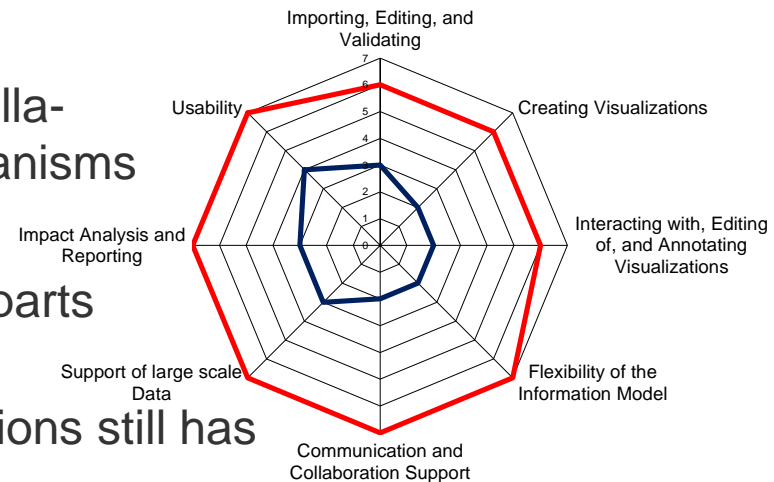 lla-
anisms
parts
ions still has
Importing, Editing, and
Validating
Creating Visualizations
Interacting with, Editing
of, and Annotating
Visualizations
Flexibility of the
Information Model
Communication and
Collaboration Support
Support of large scale
Data
Impact Analysis and
Reporting
Usability
7
6
5
4
3
2
1
0